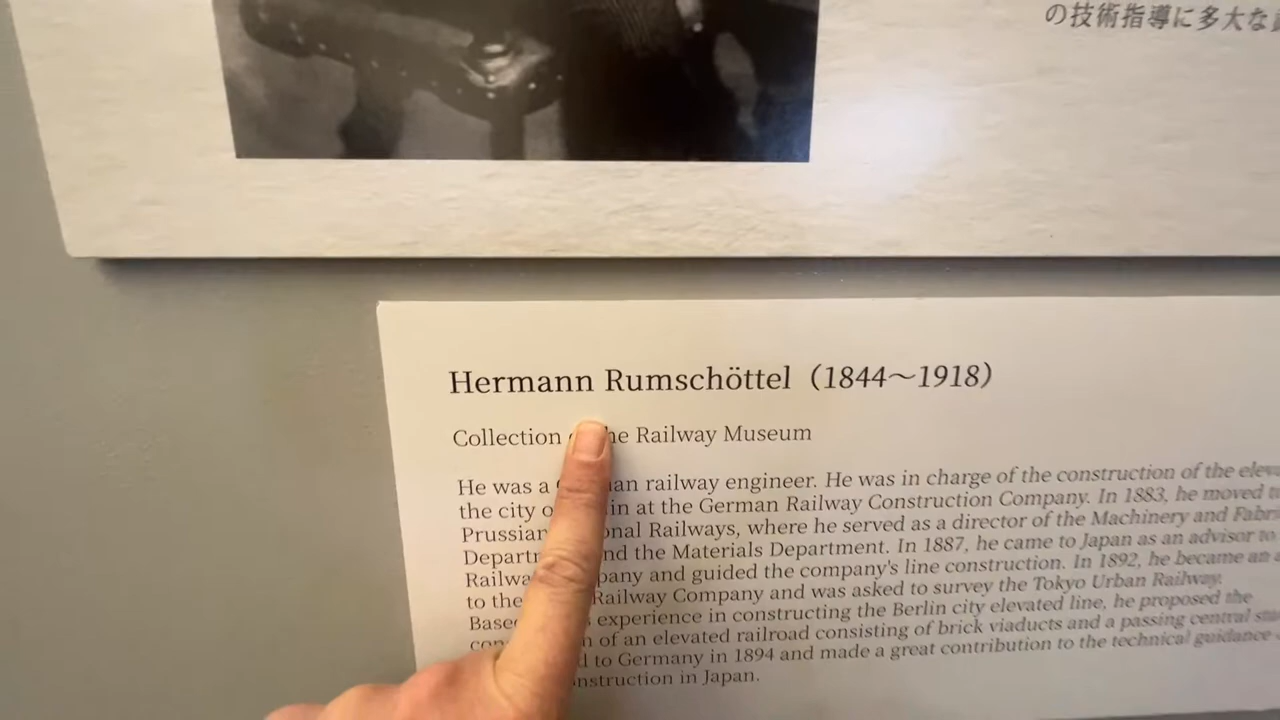 の技術指導に多大な
Hermann Rumschöttel（1844～1918）
Collection he Railway Museum
He was a an railway engineer. He was in charge of the construction of the
the city o in at the German Railway Construction Company. In 1883, he moved
Prussian onal Railways, where he served as a director of the Machinery and
Departm nd the Materials Department. In 1887, he came to Japan as an advisor to
Railwa pany and guided the company's line construction. In 1892, he became an
to the Railway Company and was asked to survey the Tokyo Urban Railway.
Based experience in constructing the Berlin city elevated line, he proposed the
con n of an elevated railroad consisting of brick viaducts and a passing central
d to Germany in 1894 and made a great contribution to the technical guidance
nstruction in Japan.